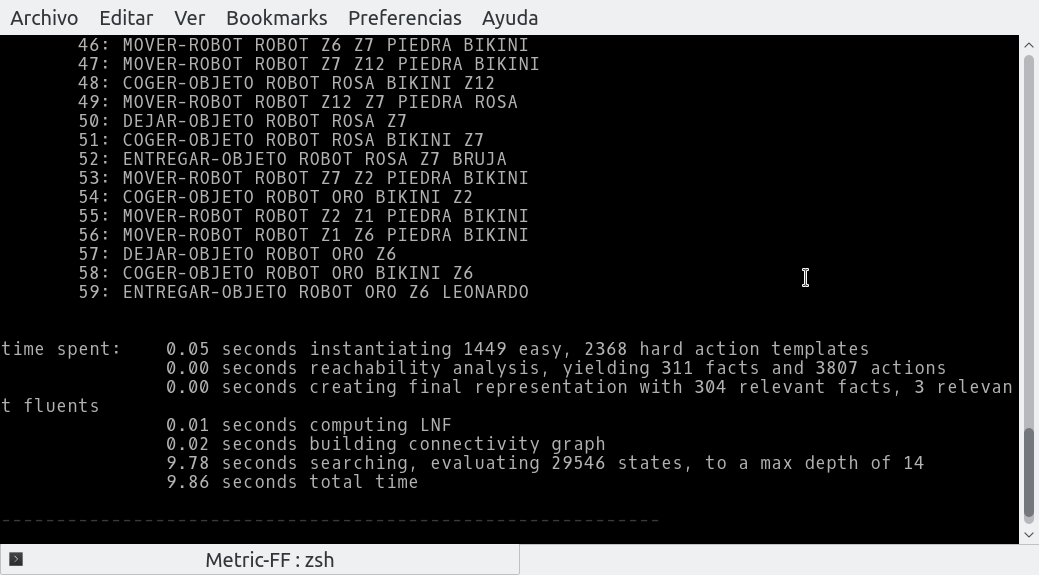 Archivo Editar Ver Bookmarks Preferencias Ayuda
46: MOVER-ROBOT ROBOT Z6 Z7 PIEDRA BIKINI
47: MOVER-ROBOT ROBOT Z7 Z12 PIEDRA BIKINI
48: COGER-OBJETO ROBOT ROSA BIKINI Z12
49: MOVER-ROBOT ROBOT Z12 Z7 PIEDRA ROSA
50: DEJAR-OBJETO ROBOT ROSA Z7
51: COGER-OBJETO ROBOT ROSA BIKINI Z7
52: ENTREGAR-OBJETO ROBOT ROSA Z7 BRUJA
53: MOVER-ROBOT ROBOT Z7 Z2 PIEDRA BIKINI
54: COGER-OBJETO ROBOT ORO BIKINI Z2
55: MOVER-ROBOT ROBOT Z2 Z1 PIEDRA BIKINI
56: MOVER-ROBOT ROBOT Z1 Z6 PIEDRA BIKINI
57: DEJAR-OBJETO ROBOT ORO Z6
58: COGER-OBJETO ROBOT ORO BIKINI Z6
59: ENTREGAR-OBJETO ROBOT ORO Z6 LEONARDO
time spent: 0.05 seconds instantiating 1449 easy, 2368 hard action templates
0.00 seconds reachability analysis, yielding 311 facts and 3807 actions
0.00 seconds creating final representation with 304 relevant facts, 3 relevan
t fluents
0.01 seconds computing LNF
0.02 seconds building connectivity graph
9.78 seconds searching, evaluating 29546 states, to a max depth of 14
9.86 seconds total time
------------------------------------------------------------
Metric-FF : zsh